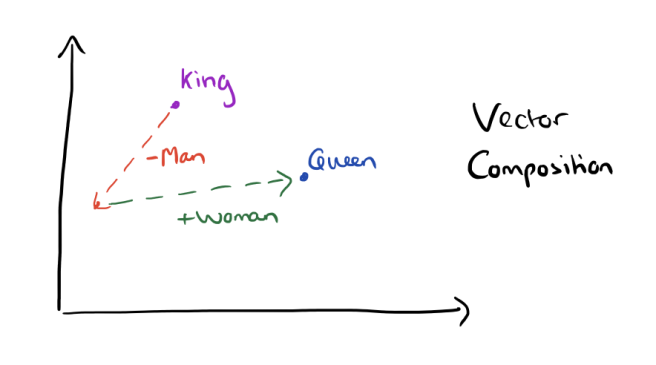 King
-Man
Queen
+Woman
Vector
Composition